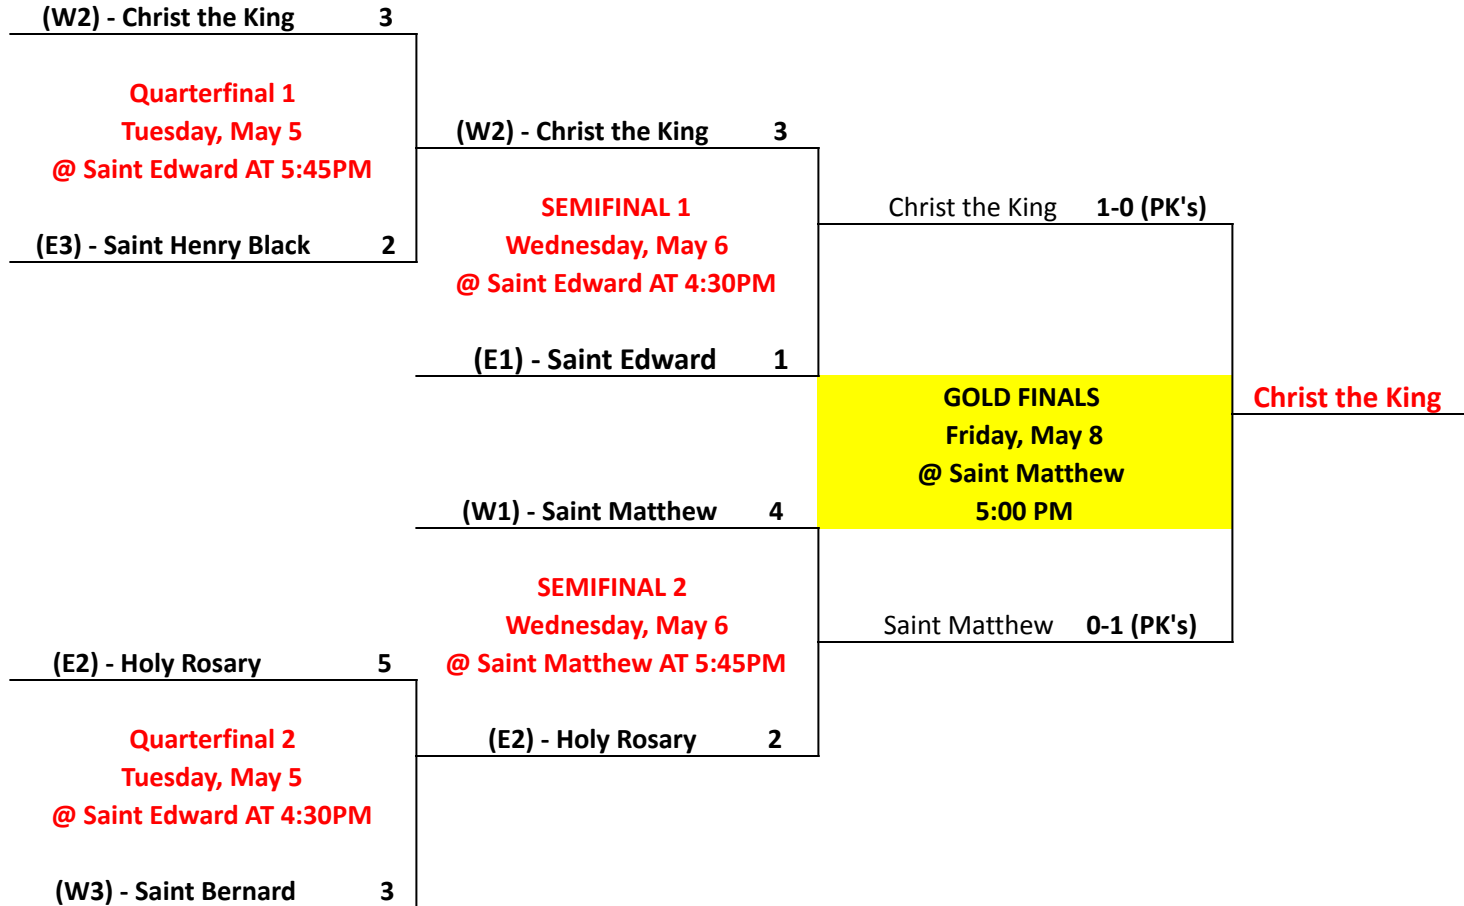 (W2) - Christ the King 3
Quarterfinal 1
Tuesday, May 5
@ Saint Edward AT 5:45PM
(E3) - Saint Henry Black 2
(W2) - Christ the King 3
SEMIFINAL 1
Wednesday, May 6
@ Saint Edward AT 4:30PM
(E1) - Saint Edward 1
Christ the King 1-0 (PK's)
GOLD FINALS
Friday, May 8
@ Saint Matthew
5:00 PM
Christ the King
(W1) - Saint Matthew 4
SEMIFINAL 2
Wednesday, May 6
@ Saint Matthew AT 5:45PM
(E2) - Holy Rosary 2
Saint Matthew 0-1 (PK's)
(E2) - Holy Rosary 5
Quarterfinal 2
Tuesday, May 5
@ Saint Edward AT 4:30PM
(W3) - Saint Bernard 3